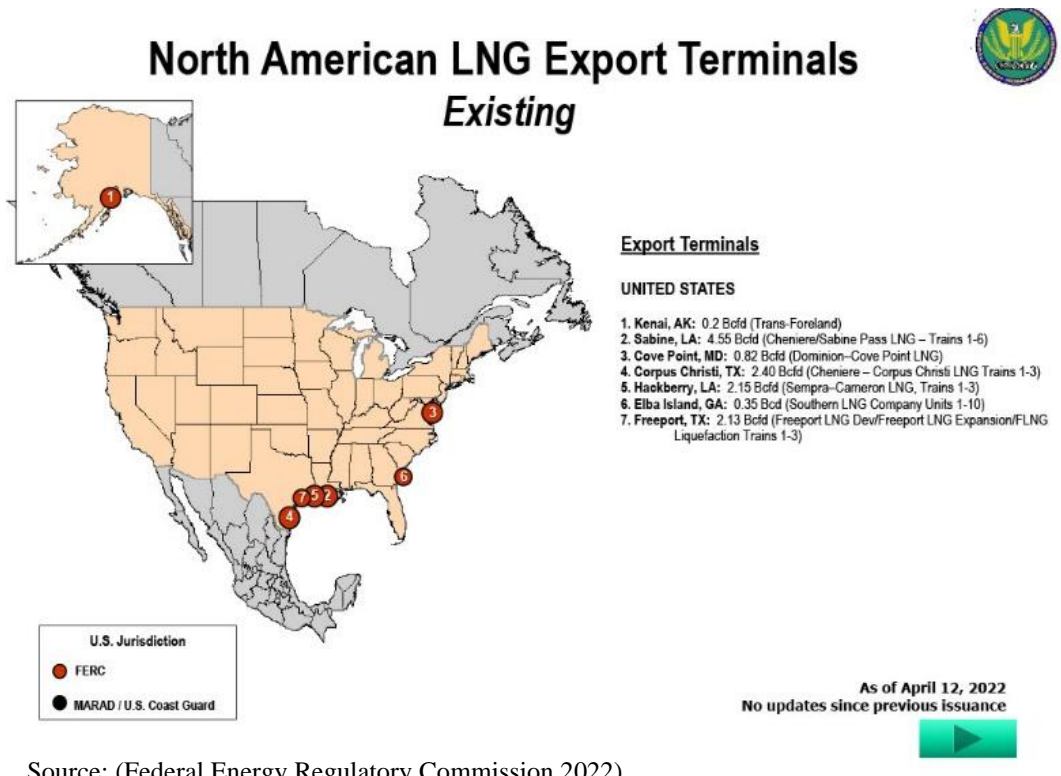 North American LNG Export Terminals
Existing
1
Export Terminals
UNITED STATES
1. Kenai, AK: 0.2 Bcfd (Trans-Foreland)
2. Sabine, LA: 4.55 Bcfd (Cheniere/Sabine Pass LNG – Trains 1-6)
3. Cove Point, MD: 0.82 Bcfd (Dominion–Cove Point LNG)
4. Corpus Christi, TX: 2.40 Bcfd (Cheniere – Corpus Christi LNG Trains 1-3)
5. Hackberry, LA: 2.15 Bcfd (Sempra–Cameron LNG, Trains 1-3)
6. Elba Island, GA: 0.35 Bcd (Southern LNG Company Units 1-10)
7. Freeport, TX: 2.13 Bcfd (Freeport LNG Dev/Freeport LNG Expansion/FLNG
Liquefaction Trains 1-3)
3
6
7 5 2
4
U.S. Jurisdiction
FERC
MARAD / U.S. Coast Guard
As of April 12, 2022
No updates since previous issuance
Source: (Federal Energy Regulatory Commission 2022)